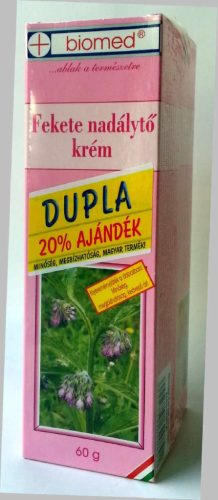 biomed®
...ablak a természetre
Fekete nadálytő
krém
DUPLA
20% AJÁNDÉK
MINŐSÉG, MEGBÍZHATÓSÁG, MAGYAR TERMÉK!
60 g